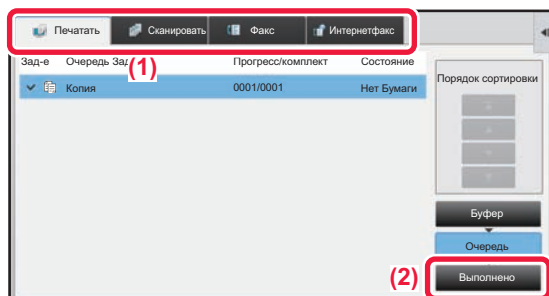 Печатать Сканировать Факс Интернетфакс
Зад-е Очередь Зад Прогресс/комплект Состояние
(1)
Копия 0001/0001 Нет Бумаги
Порядок сортировки
Буфер
Очередь
(2) Выполнено